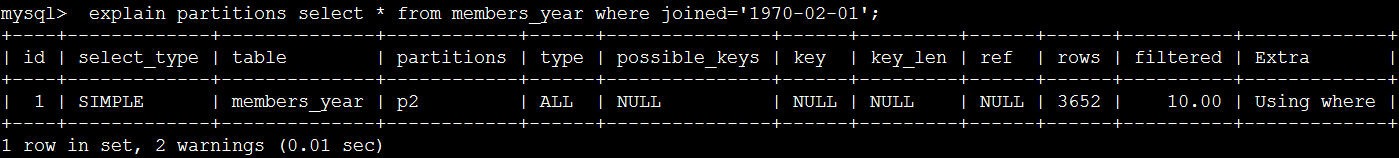 mysql>  explain partitions select * from members_year where joined='1970-02-01';
+----+-------------+--------------+------------+------+---------------+------+---------+------+------+----------+-------------+
| id | select_type | table        | partitions | type | possible_keys | key  | key_len | ref  | rows | filtered | Extra       |
+----+-------------+--------------+------------+------+---------------+------+---------+------+------+----------+-------------+
|  1 | SIMPLE      | members_year | p2         | ALL  | NULL          | NULL | NULL    | NULL | 3652 |    10.00 | Using where |
+----+-------------+--------------+------------+------+---------------+------+---------+------+------+----------+-------------+
1 row in set, 2 warnings (0.01 sec)